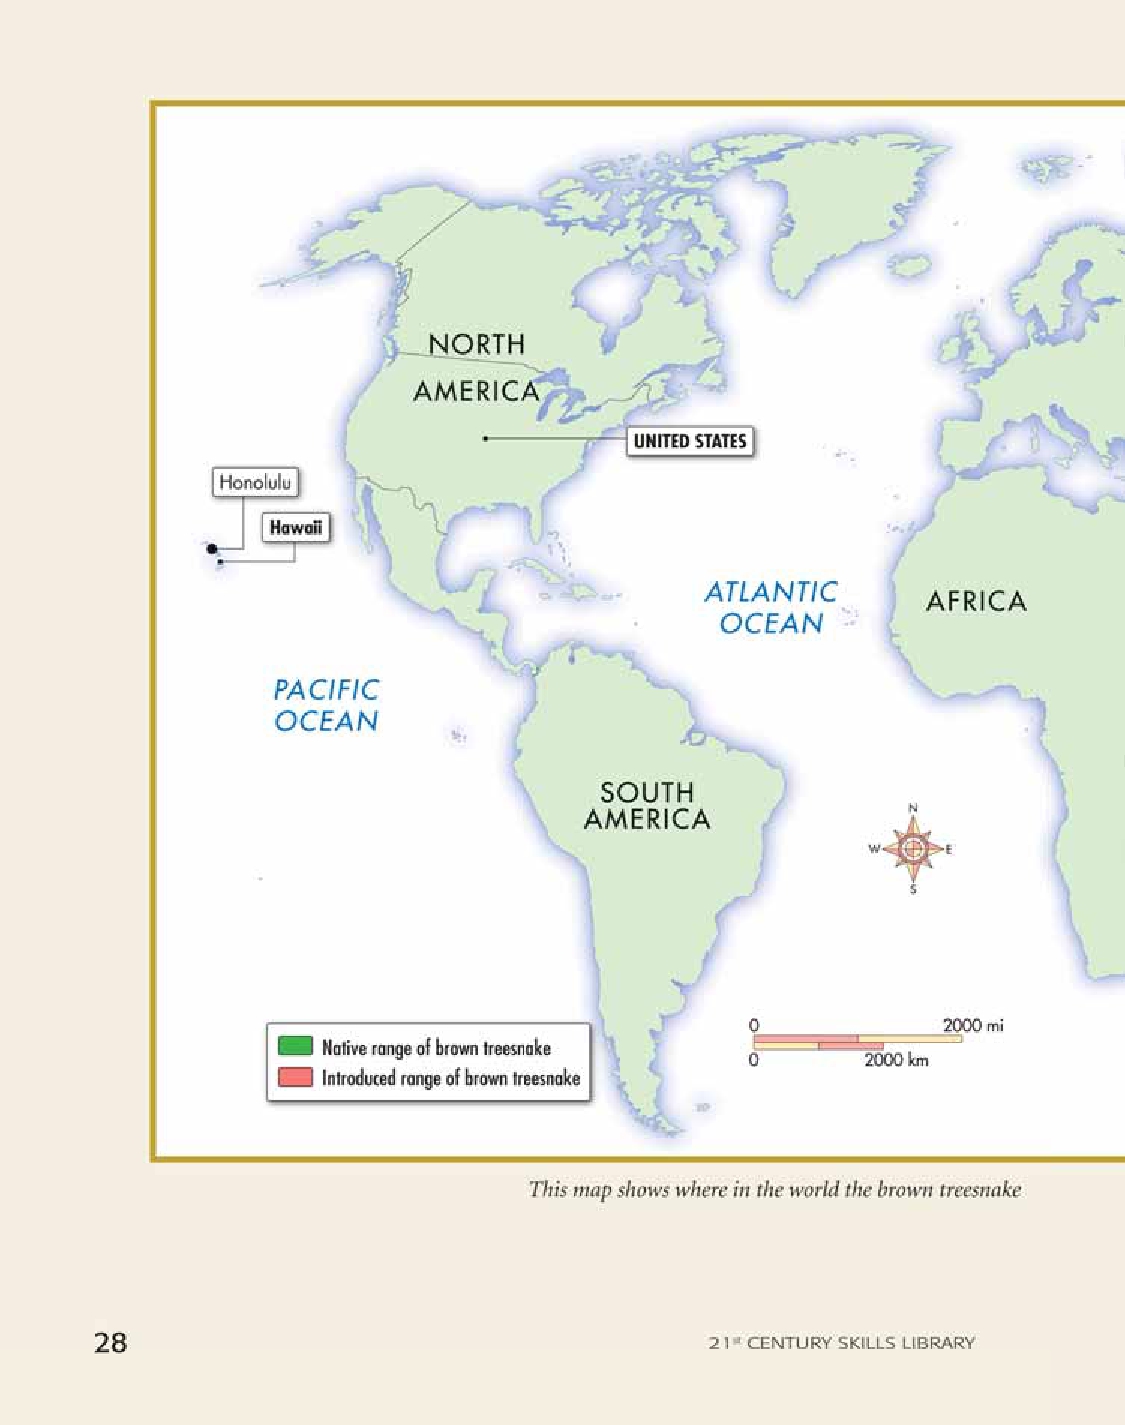 NORTH
AMERICA
UNITED STATES
Honolulu
Hawaii
ATLANTIC
OCEAN
AFRICA
PACIFIC
OCEAN
SOUTH
AMERICA
N
W
E
S
0
2000 mi
0
2000 km
Native range of brown treesnake
Introduced range of brown treesnake
This map shows where in the world the brown treesnake
28
21st CENTURY SKILLS LIBRARY